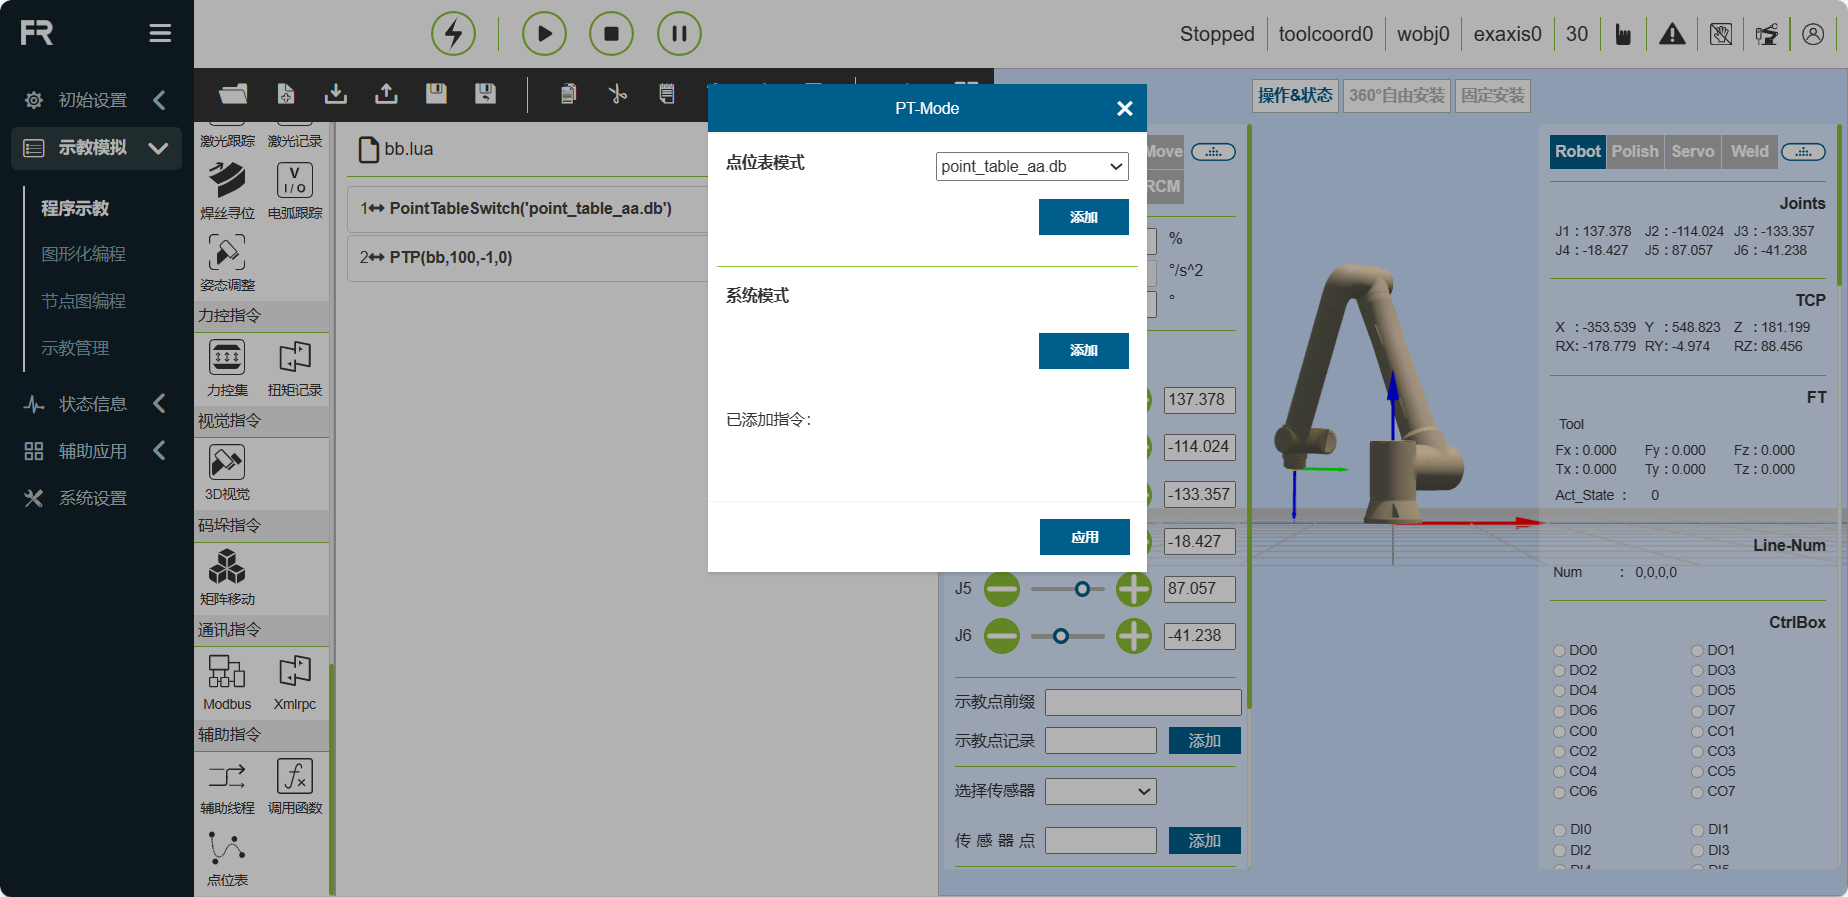 FR
Stopped
toolcoord0
wobj0
exaxis0
30
初始设置
示教模拟
程序示教
图形化编程
节点图编程
示教管理
状态信息
辅助应用
系统设置
激光跟踪 激光记录
焊丝寻位 电弧跟踪
V
I/O
姿态调整
力控指令
力控集 扭矩记录
视觉指令
3D视觉
码垛指令
矩阵移动
通讯指令
Modbus Xmlrpc
辅助指令
辅助线程 调用函数
点位表
bb.lua
1 PointTableSwitch('point_table_aa.db')
2 PTP(bb,100,-1,0)
PT-Mode
点位表模式 point_table_aa.db
添加
系统模式
添加
已添加指令:
应用
操作&状态 360°自由安装 固定安装
Move
RCM
%
°/s^2
°
137.378
-114.024
-133.357
-18.427
J5 87.057
J6 -41.238
示教点前缀
示教点记录 添加
选择传感器
传感器点 添加
Robot Polish Servo Weld
Joints
J1 : 137.378 J2 : -114.024 J3 : -133.357
J4 : -18.427 J5 : 87.057 J6 : -41.238
TCP
X : -353.539 Y : 548.823 Z : 181.199
RX: -178.779 RY: -4.974 RZ: 88.456
FT
Tool
Fx : 0.000 Fy : 0.000 Fz : 0.000
Tx : 0.000 Ty : 0.000 Tz : 0.000
Act_State : 0
Line-Num
Num : 0,0,0,0
CtrlBox
DO0 DO1
DO2 DO3
DO4 DO5
DO6 DO7
CO0 CO1
CO2 CO3
CO4 CO5
CO6 CO7
DI0 DI1
DI2 DI3
DI4 DI5